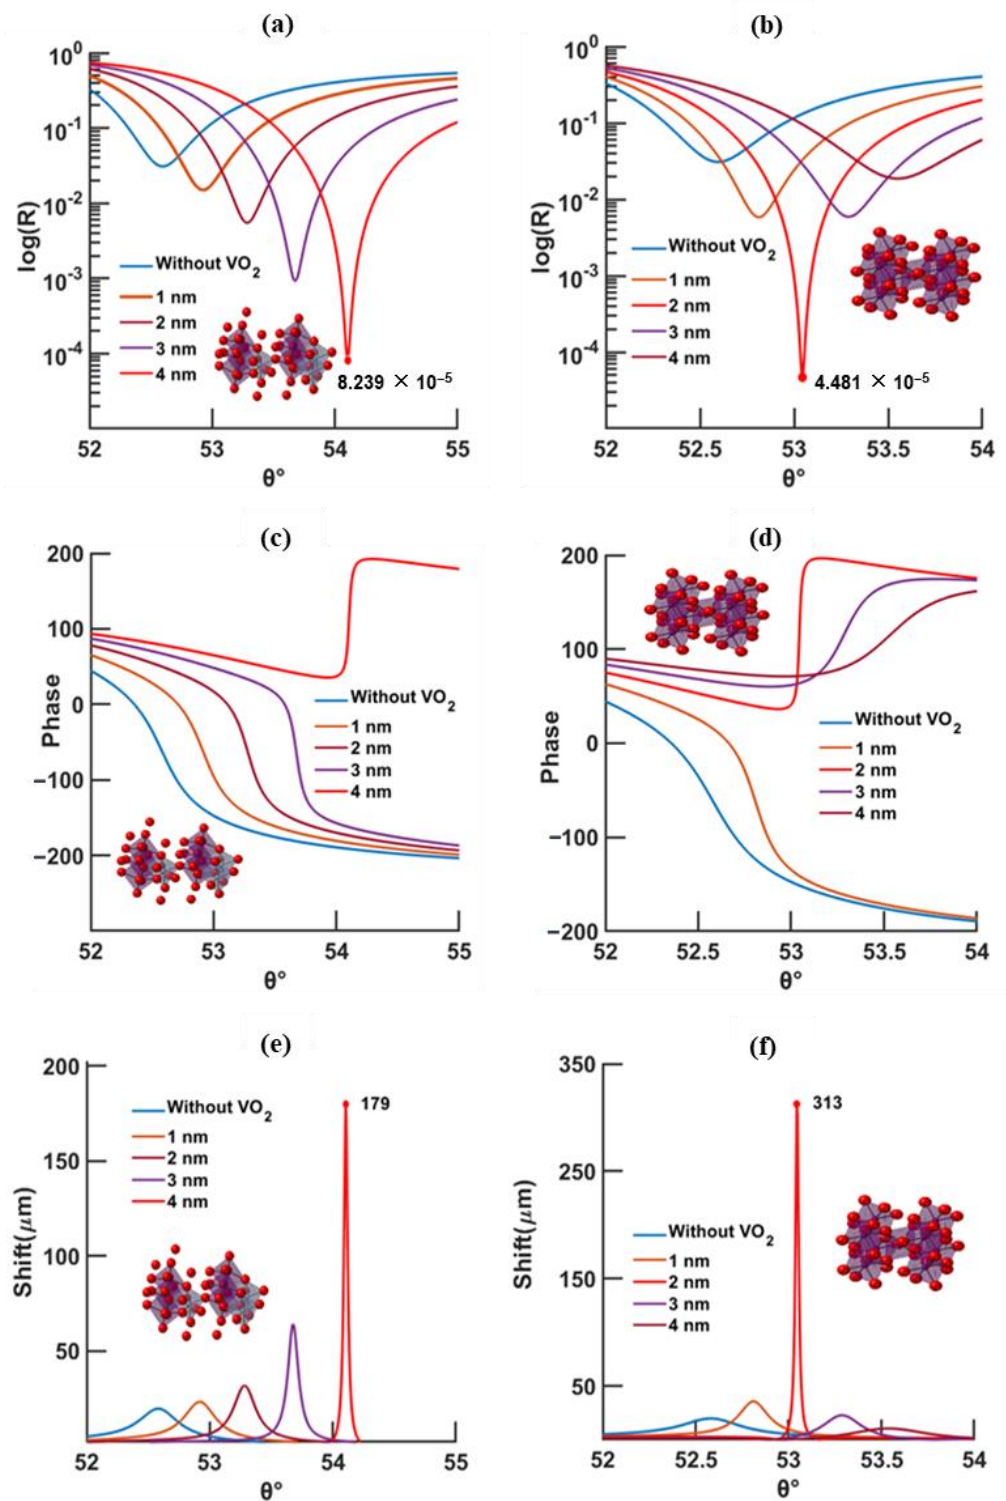 (a)
10⁰
10⁻¹
10⁻²
10⁻³
10⁻⁴
log(R)
Without VO₂
1 nm
2 nm
3 nm
4 nm
8.239 × 10⁻⁵
52 53 54 55
θ°
(b)
10⁰
10⁻¹
10⁻²
10⁻³
10⁻⁴
log(R)
Without VO₂
1 nm
2 nm
3 nm
4 nm
4.481 × 10⁻⁵
52 52.5 53 53.5 54
θ°
(c)
200
100
0
−100
−200
Phase
Without VO₂
1 nm
2 nm
3 nm
4 nm
52 53 54 55
θ°
(d)
200
100
0
−100
−200
Phase
Without VO₂
1 nm
2 nm
3 nm
4 nm
52 52.5 53 53.5 54
θ°
(e)
200
150
100
50
Shift(μm)
Without VO₂
1 nm
2 nm
3 nm
4 nm
179
52 53 54 55
θ°
(f)
350
250
150
50
Shift(μm)
313
Without VO₂
1 nm
2 nm
3 nm
4 nm
52 52.5 53 53.5 54
θ°